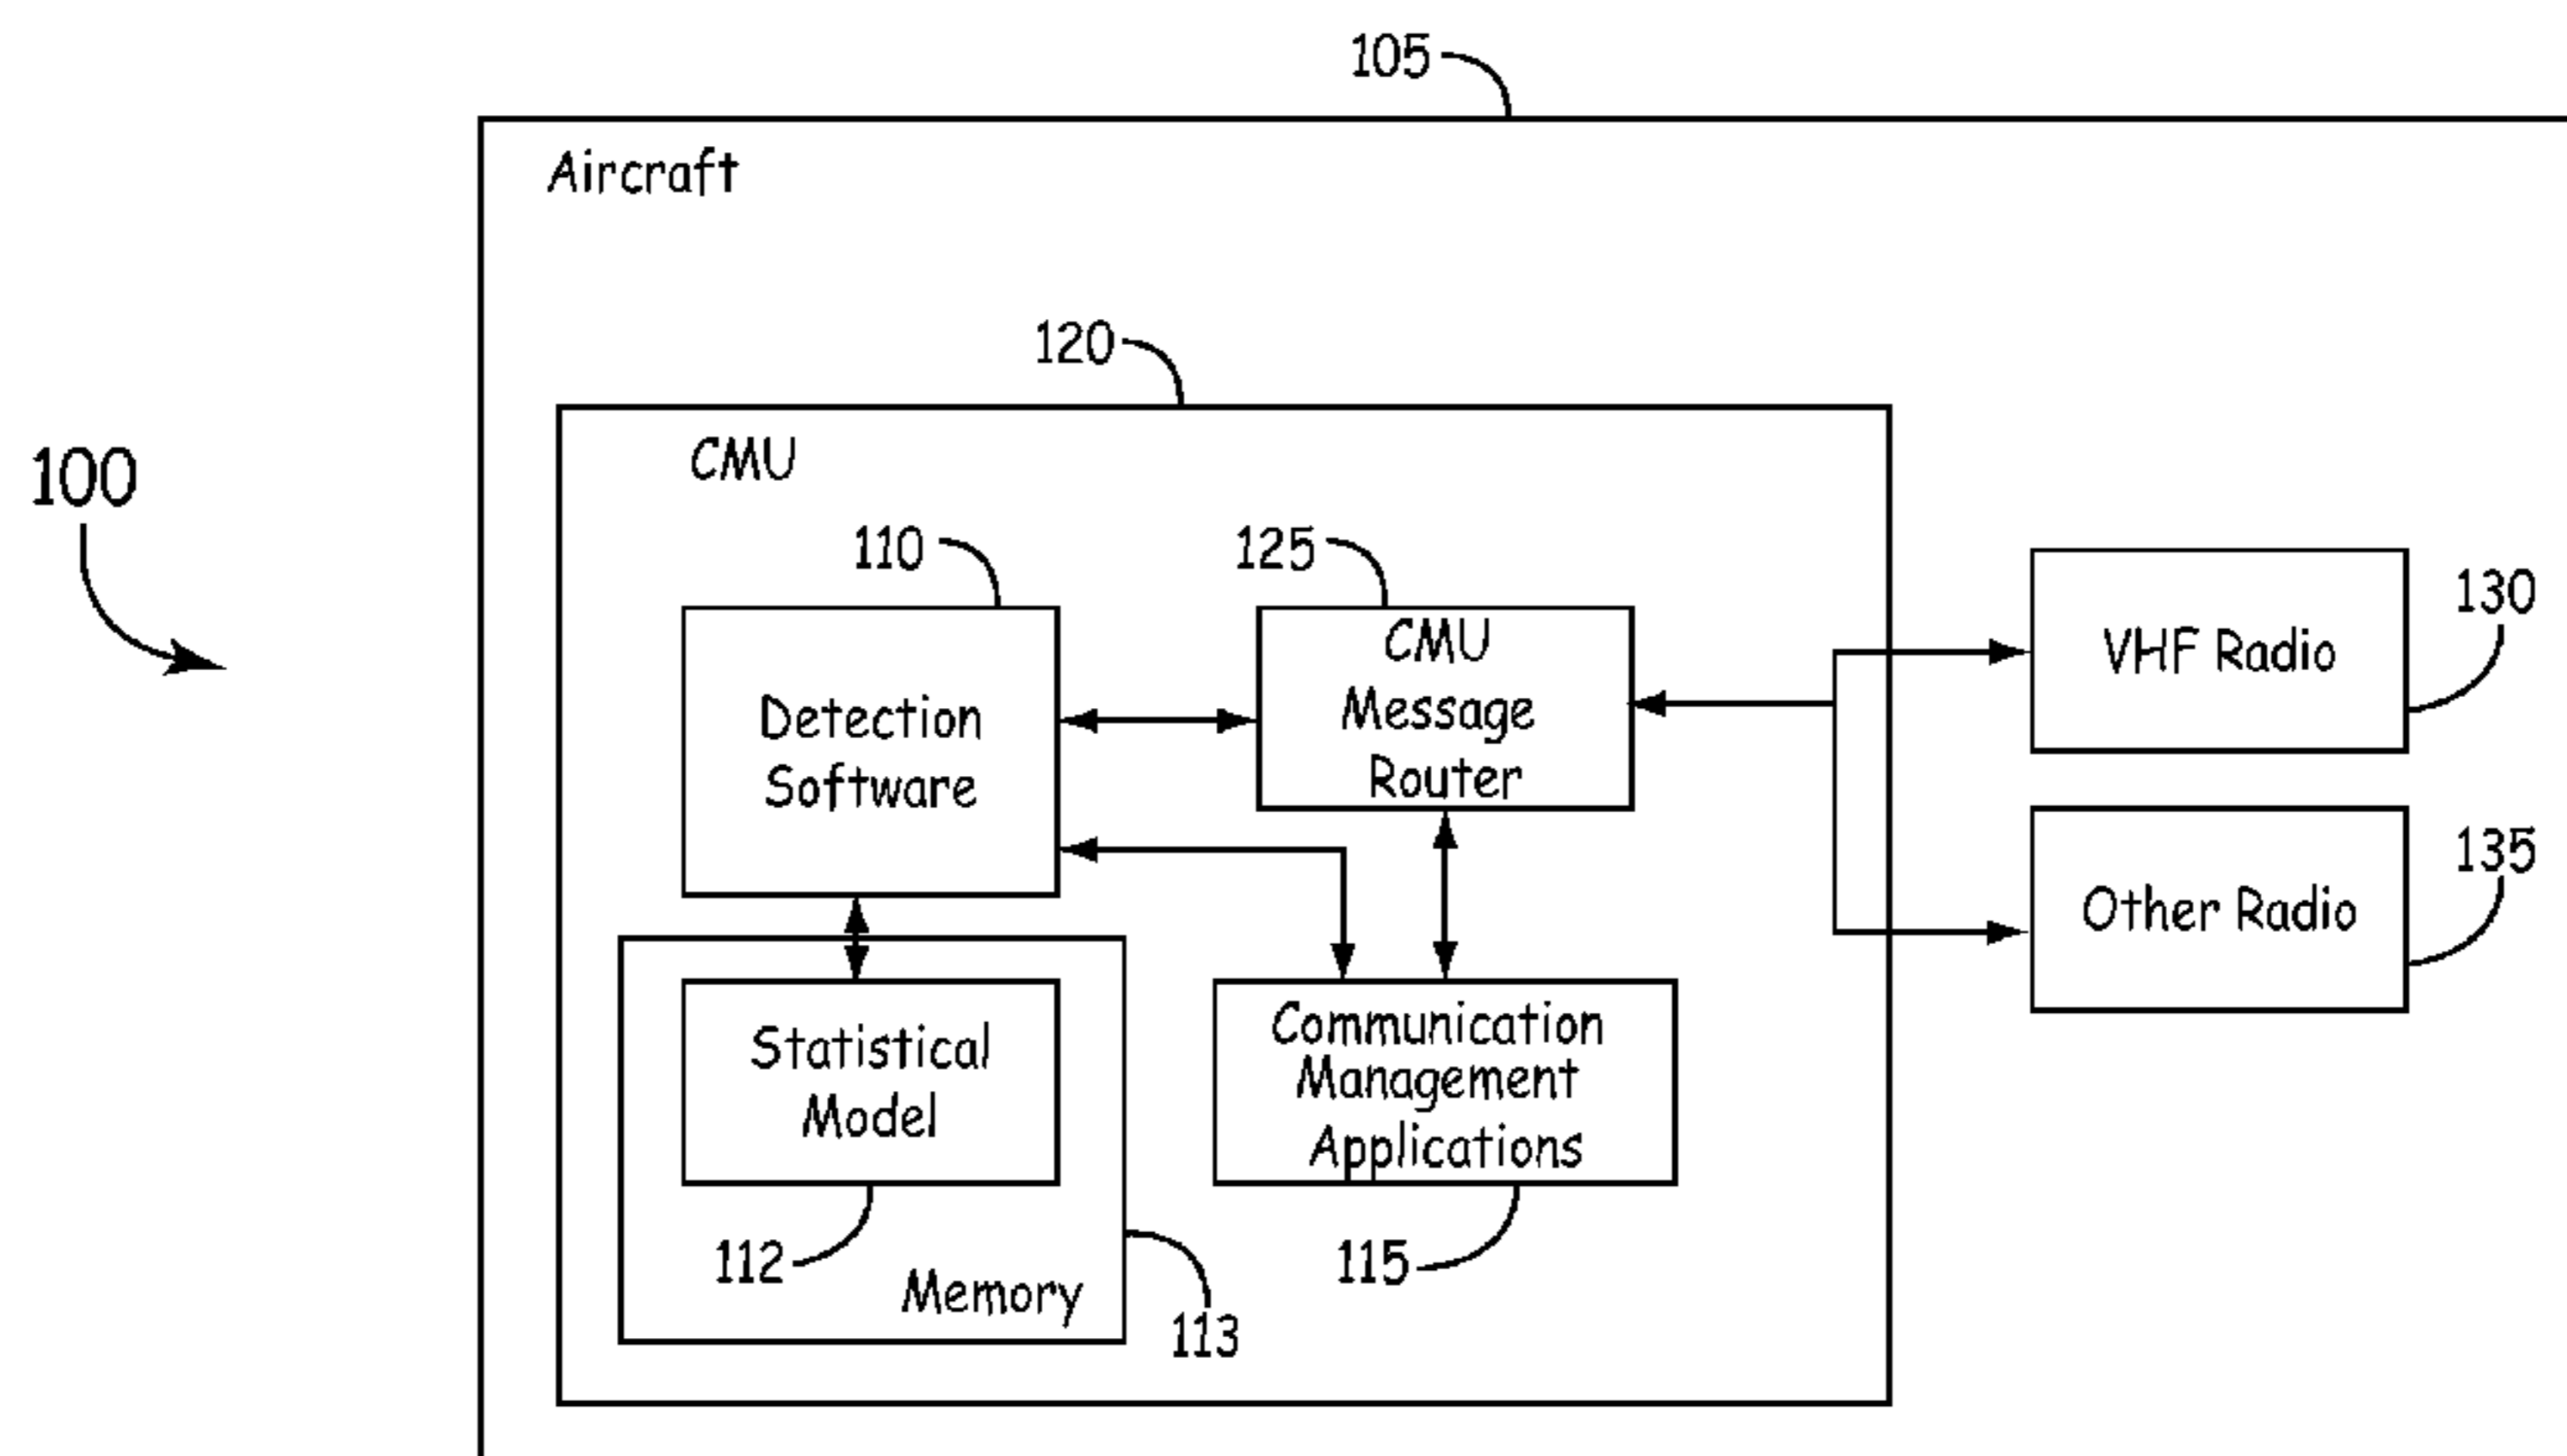 105
Aircraft
120
100
CMU
110
125
130
Detection
Software
CMU
Message
Router
VHF Radio
135
Other Radio
Statistical
Model
Communication
Management
Applications
112
115
Memory
113